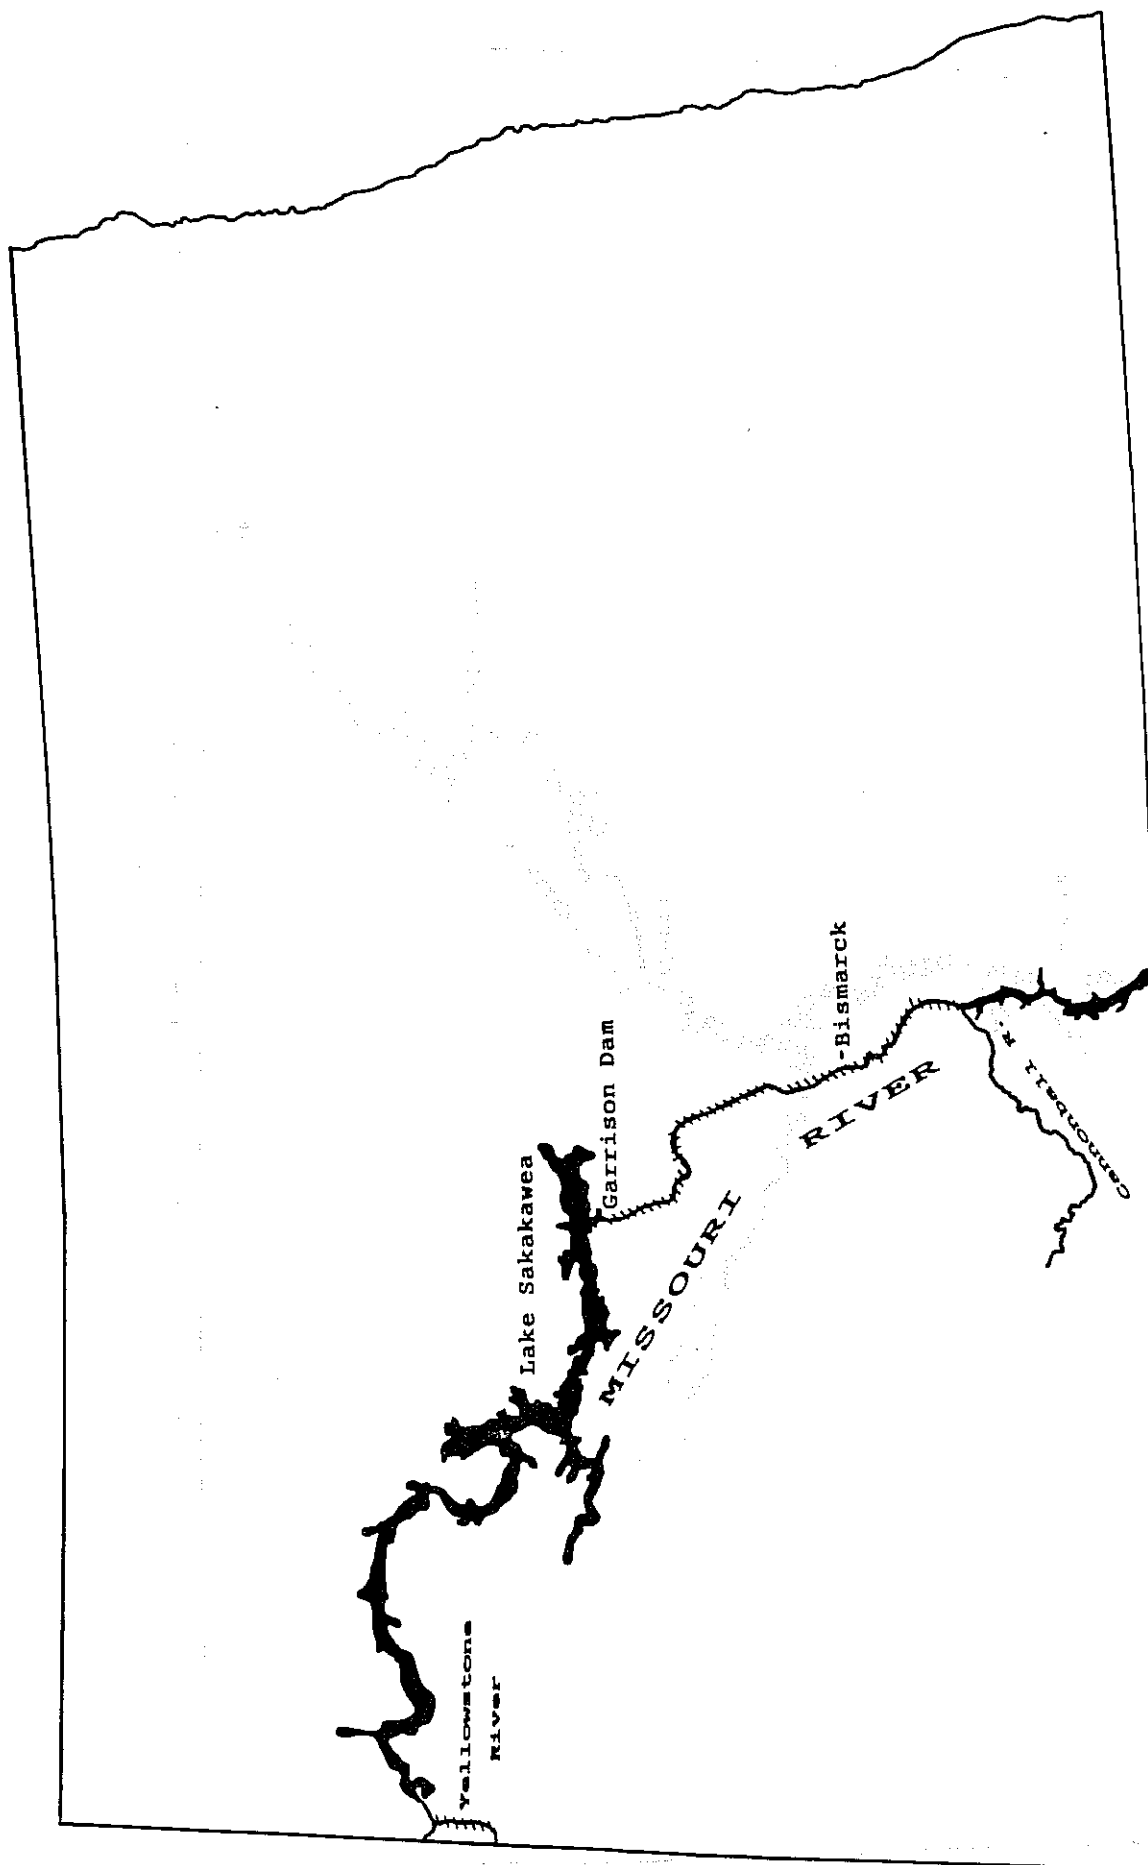 Lake Sakakawea
Garrison Dam
Yellowstone
River
MISSOURI
RIVER
-Bismarck
Cannonball R.